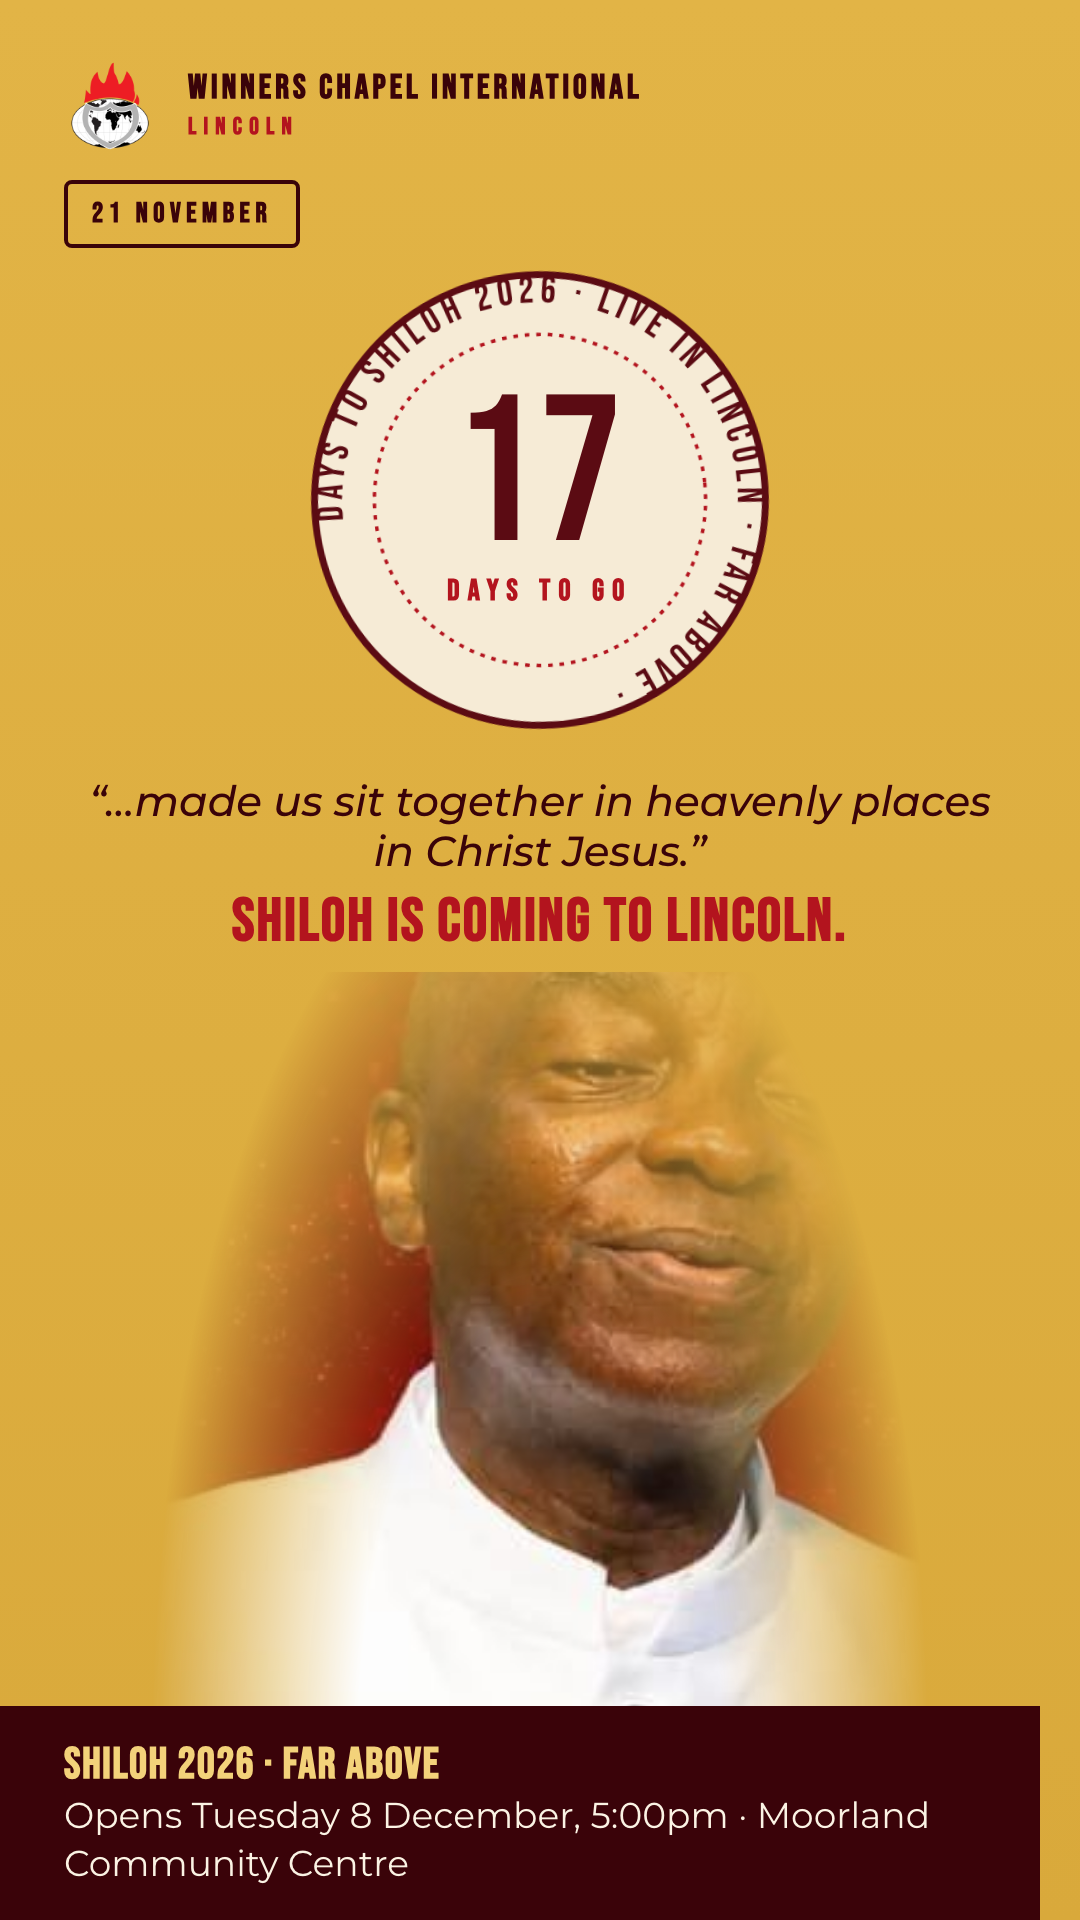 WINNERS CHAPEL INTERNATIONAL
LINCOLN
21 NOVEMBER
DAYS TO SHILOH 2026 · LIVE IN LINCOLN · FAR ABOVE ·
17
DAYS TO GO
“…made us sit together in heavenly places
in Christ Jesus.”
SHILOH IS COMING TO LINCOLN.
SHILOH 2026 · FAR ABOVE
Opens Tuesday 8 December, 5:00pm · Moorland
Community Centre